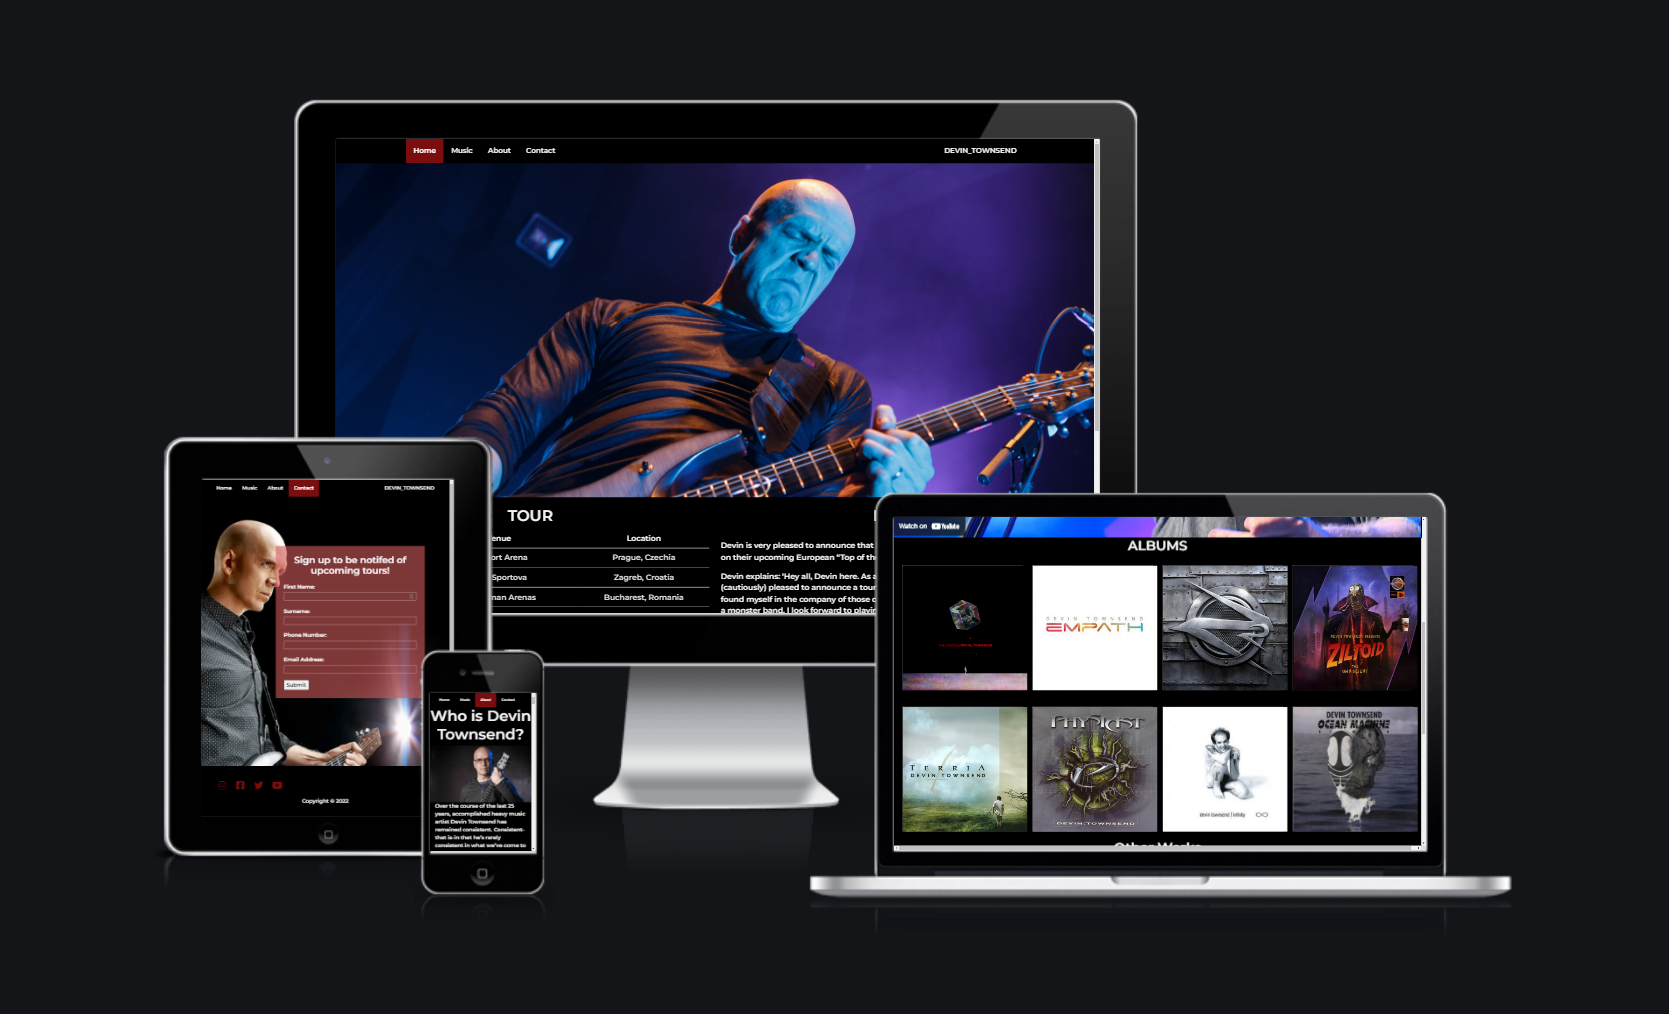 Home Music About Contact DEVIN_TOWNSEND
TOUR
enue Location
ort Arena Prague, Czechia
Sportova Zagreb, Croatia
nan Arenas Bucharest, Romania
Devin is very pleased to announce that
on their upcoming European “Top of th
Devin explains: ‘Hey all, Devin here. As a
(cautiously) pleased to announce a tour
found myself in the company of those
a monster band. I look forward to playin
Home Music About Contact DEVIN_TOWNSEND
Sign up to be notifed of
upcoming tours!
First Name:
Surname:
Phone Number:
Email Address:
Submit
Copyright © 2022
Home Music About Contact
Who is Devin
Townsend?
Over the course of the last 25
years, accomplished heavy music
artist Devin Townsend has
remained consistent. Consistent-
that is-in that he's rarely
consistent in what we've come to
Watch on YouTube
ALBUMS
DEVIN TOWNSEND
EMPATH
DEVIN TOWNSEND PRESENTS
ZILTOID
THE
TERRIA
DEVIN TOWNSEND
PHYSICIST
DEVIN TOWNSEND
devin townsend / infinity
DEVIN TOWNSEND
OCEAN MACHINE
Other Works